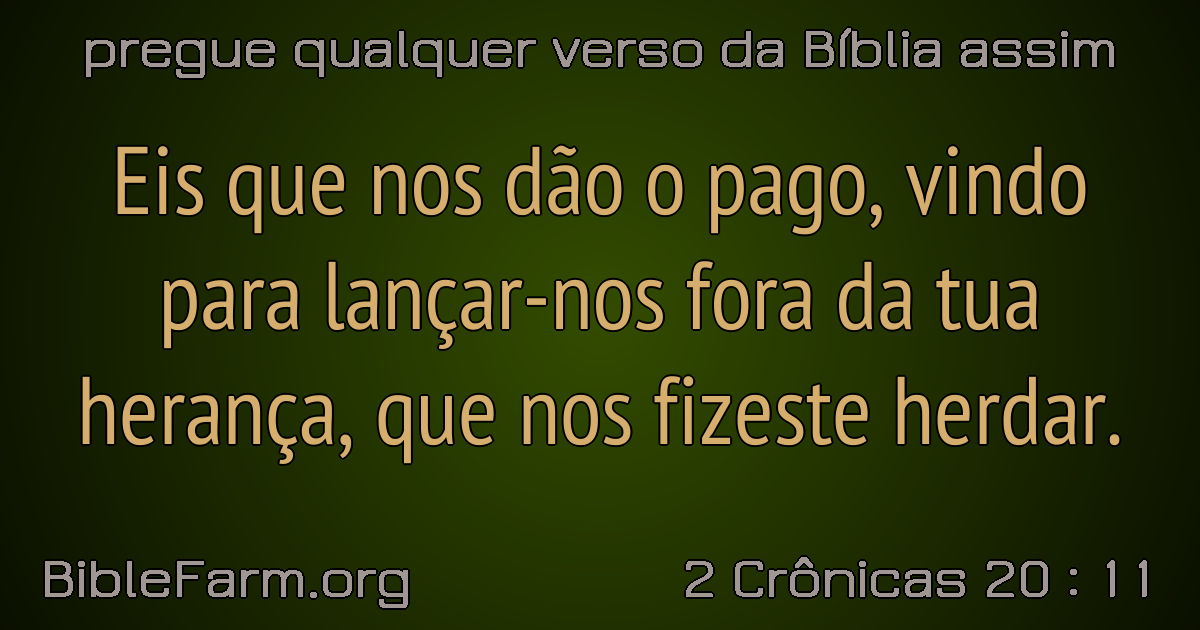 pregue qualquer verso da Bíblia assim
Eis que nos dão o pago, vindo
para lançar-nos fora da tua
herança, que nos fizeste herdar.
BibleFarm.org
2 Crônicas 20 : 11